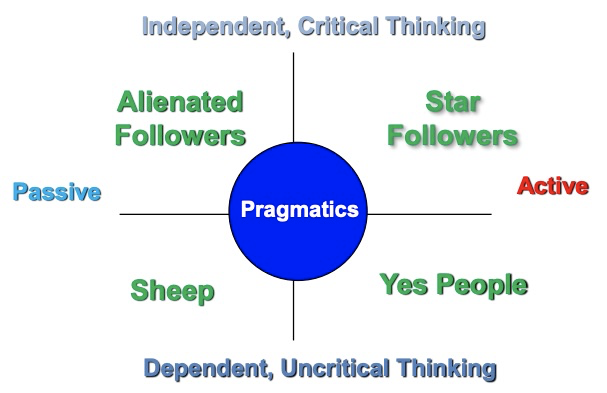 Independent, Critical Thinking
Alienated
Followers
Star
Followers
Passive
Active
Pragmatics
Sheep
Yes People
Dependent, Uncritical Thinking